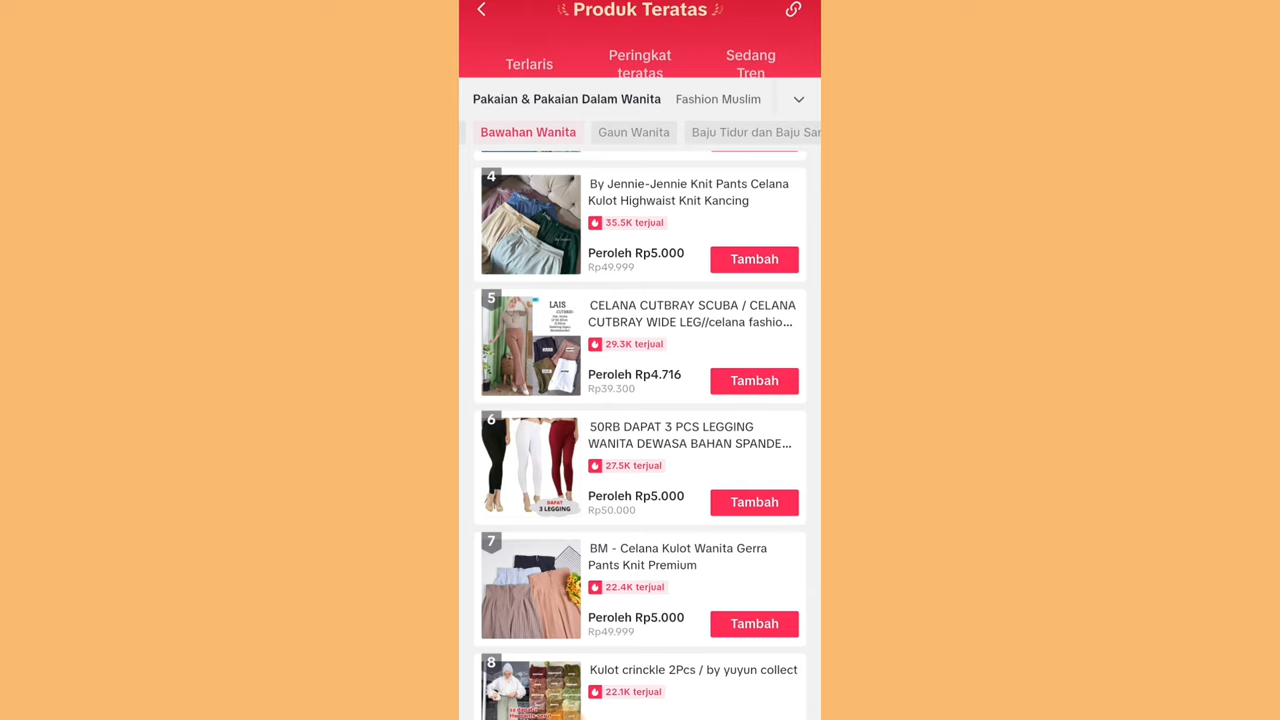 Produk Teratas
Terlaris
Peringkat
teratas
Sedang
Tren
Pakaian & Pakaian Dalam Wanita
Fashion Muslim
Bawahan Wanita
Gaun Wanita
Baju Tidur dan Baju San
4
By Jennie-Jennie Knit Pants Celana
Kulot Highwaist Knit Kancing
35.5K terjual
Peroleh Rp5.000
Rp49.999
Tambah
5
LAIS
CELANA CUTBRAY SCUBA / CELANA
CUTBRAY WIDE LEG//celana fashio...
29.3K terjual
Peroleh Rp4.716
Rp39.300
Tambah
6
DAPAT
3 LEGGING
50RB DAPAT 3 PCS LEGGING
WANITA DEWASA BAHAN SPANDE...
27.5K terjual
Peroleh Rp5.000
Rp50.000
Tambah
7
BM - Celana Kulot Wanita Gerra
Pants Knit Premium
22.4K terjual
Peroleh Rp5.000
Rp49.999
Tambah
8
Kulot crinckle 2Pcs / by yuyun collect
22.1K terjual